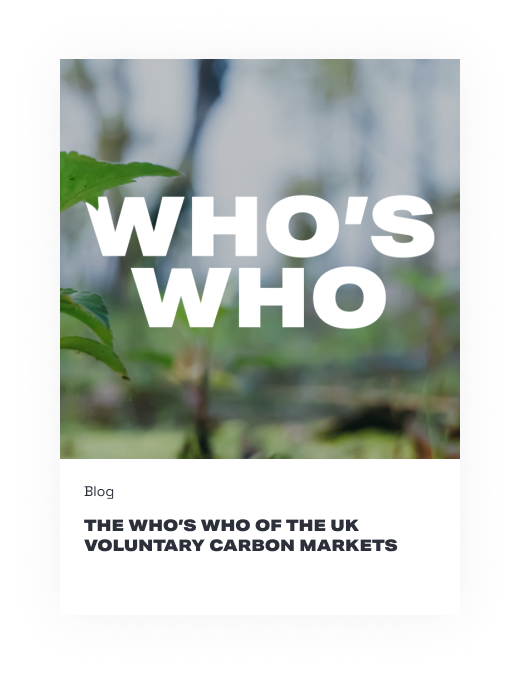 WHO'S
WHO
Blog
THE WHO'S WHO OF THE UK
VOLUNTARY CARBON MARKETS